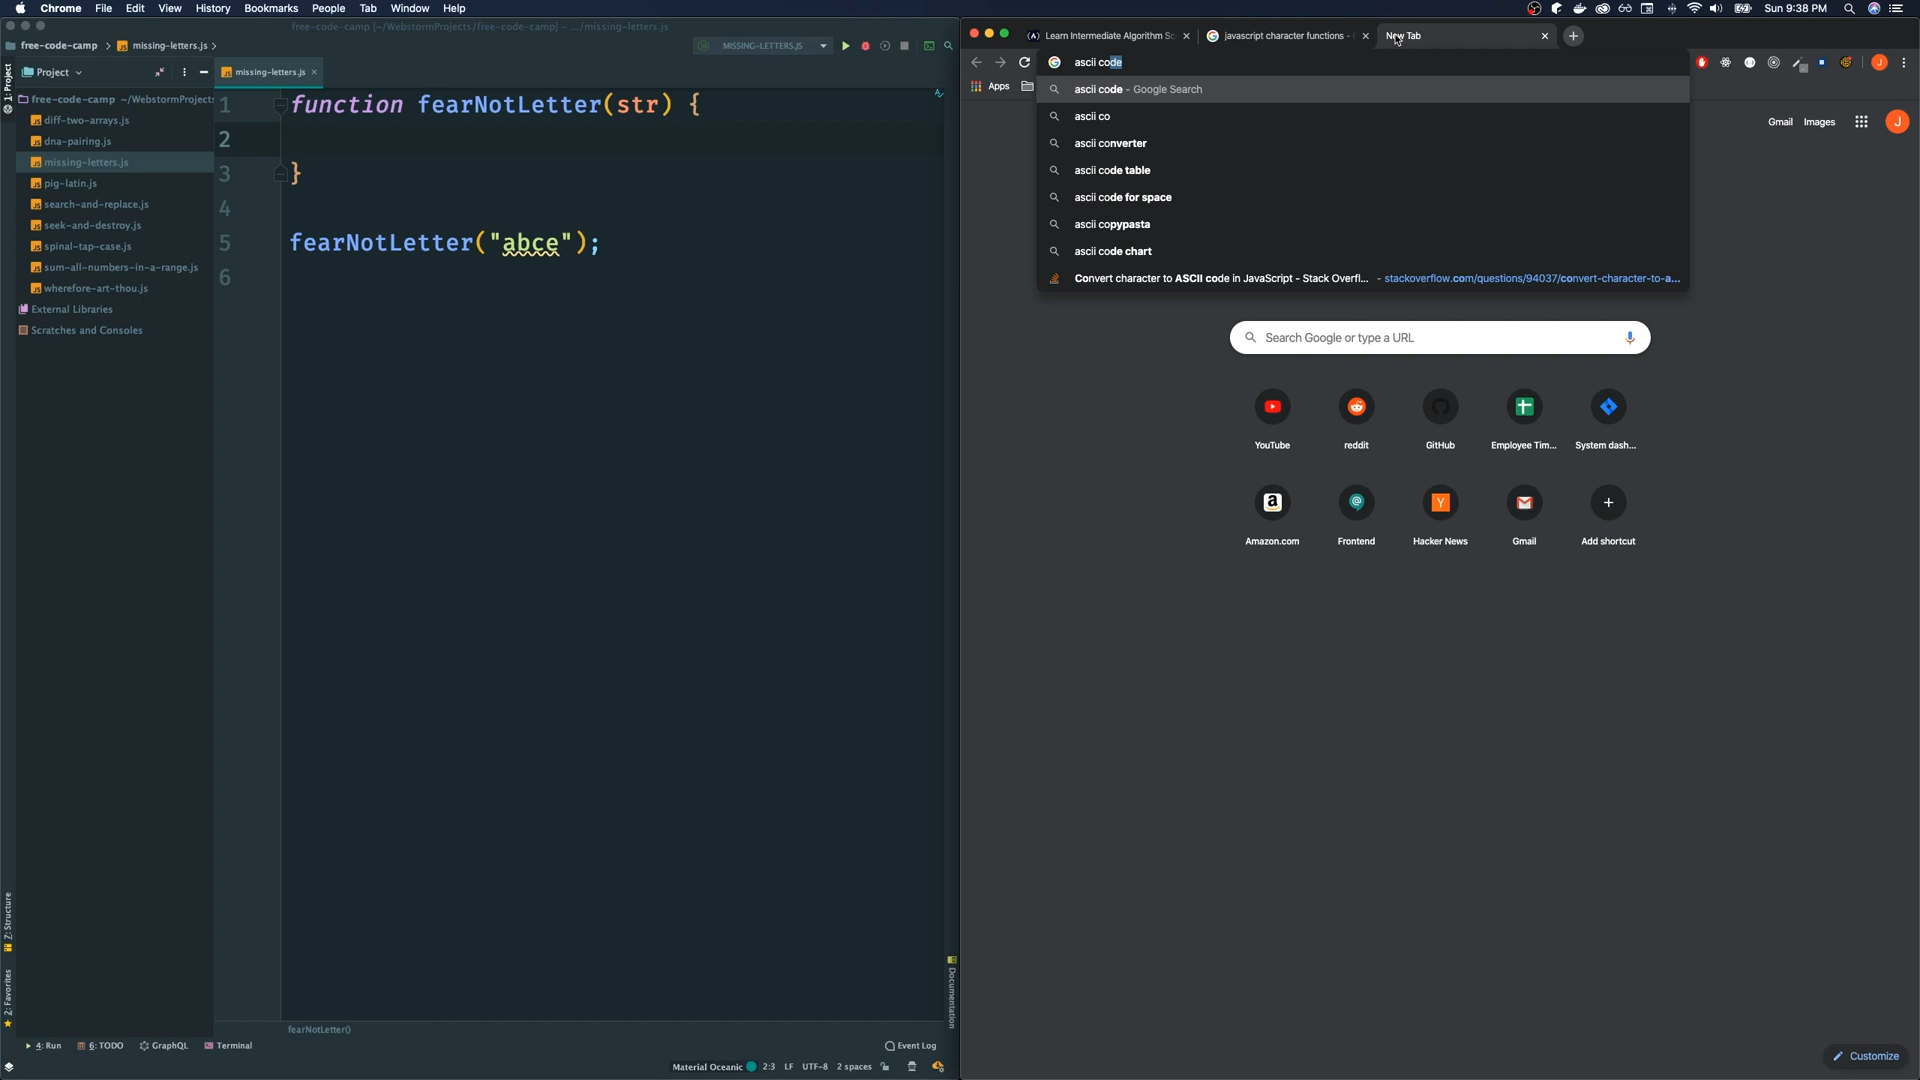 Chrome File Edit View History Bookmarks People Tab Window Help
Sun 9:38 PM
free-code-camp [~/WebstormProjects/free-code-camp] – .../missing-letters.js
free-code-camp missing-letters.js
MISSING-LETTERS.JS
Project
missing-letters.js
1: Project
free-code-camp ~/WebstormProjects
diff-two-arrays.js
dna-pairing.js
missing-letters.js
pig-latin.js
search-and-replace.js
seek-and-destroy.js
spinal-tap-case.js
sum-all-numbers-in-a-range.js
wherefore-art-thou.js
External Libraries
Scratches and Consoles
1 function fearNotLetter(str) {
2
3 }
4
5 fearNotLetter("abce");
6
Z: Structure
2: Favorites
Documentation
fearNotLetter()
4: Run 6: TODO GraphQL Terminal
Event Log
Material Oceanic 2:3 LF UTF-8 2 spaces
Learn Intermediate Algorithm Sc
javascript character functions -
New Tab
ascii code
Apps
ascii code - Google Search
ascii co
ascii converter
ascii code table
ascii code for space
ascii copypasta
ascii code chart
Convert character to ASCII code in JavaScript - Stack Overfl... - stackoverflow.com/questions/94037/convert-character-to-a...
Gmail Images J
Search Google or type a URL
YouTube reddit GitHub Employee Tim... System dash...
Amazon.com Frontend Hacker News Gmail Add shortcut
Customize